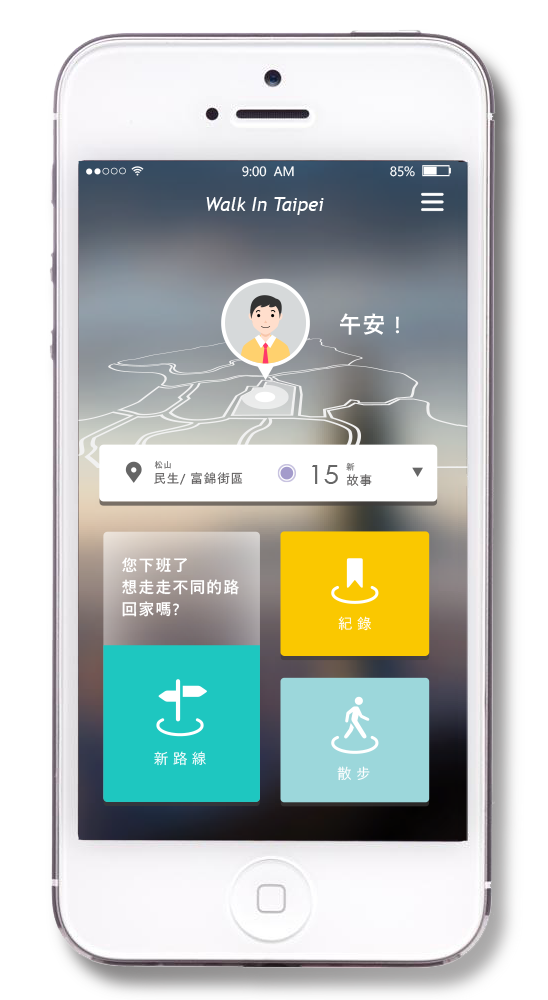 9:00 AM
85%
Walk In Taipei
午安！
松山
民生/ 富錦街區
15
新
故事
您下班了
想走走不同的路
回家嗎?
紀錄
新路線
散步